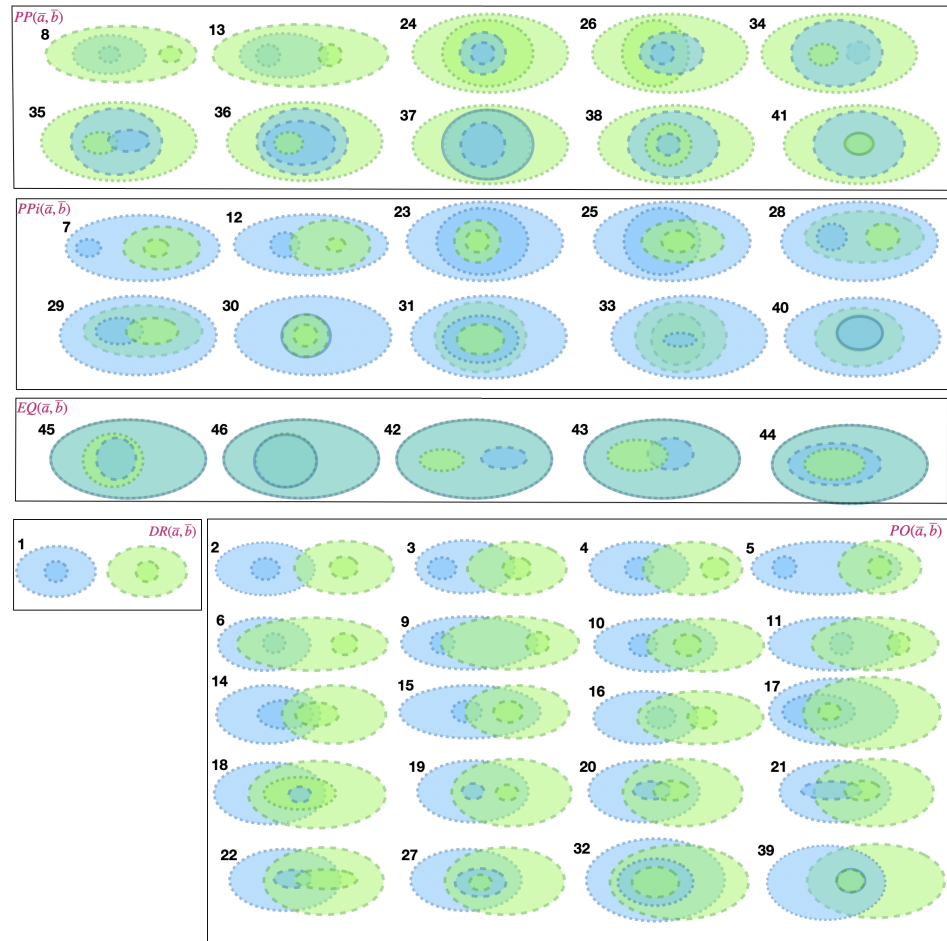 PP(a̅, b̅)
8 13 24 26 34
35 36 37 38 41
PPi(a̅, b̅)
7 12 23 25 28
29 30 31 33 40
EQ(a̅, b̅)
45 46 42 43 44
DR(a̅, b̅)
1
PO(a̅, b̅)
2 3 4 5
6 9 10 11
14 15 16 17
18 19 20 21
22 27 32 39